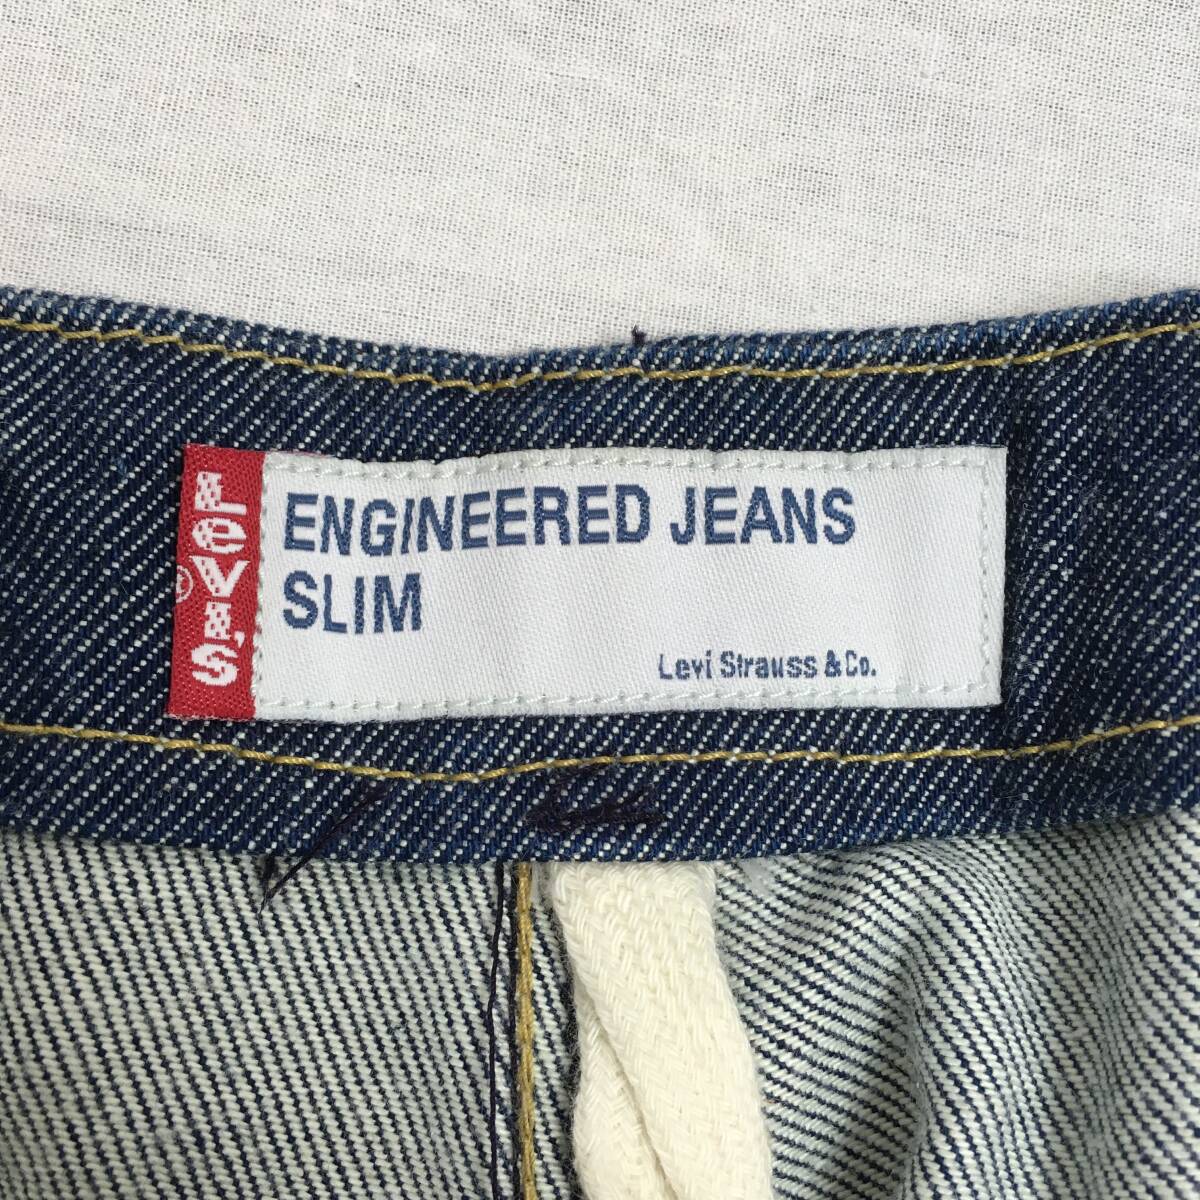 LeVI'S
®
ENGINEERED JEANS
SLIM
Levi Strauss & Co.